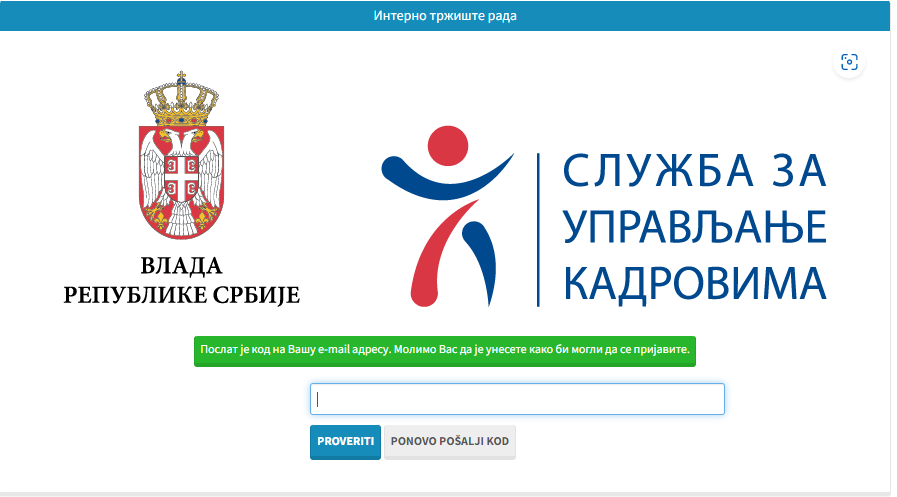 Интерно тржиште рада
ВЛАДА
РЕПУБЛИКЕ СРБИЈЕ
СЛУЖБА ЗА
УПРАВЉАЊЕ
КАДРОВИМА
Послат је код на Вашу e-mail адресу. Молимо Вас да је унесете како би могли да се пријавите.
PROVERITI PONOVO POŠALJI KOD